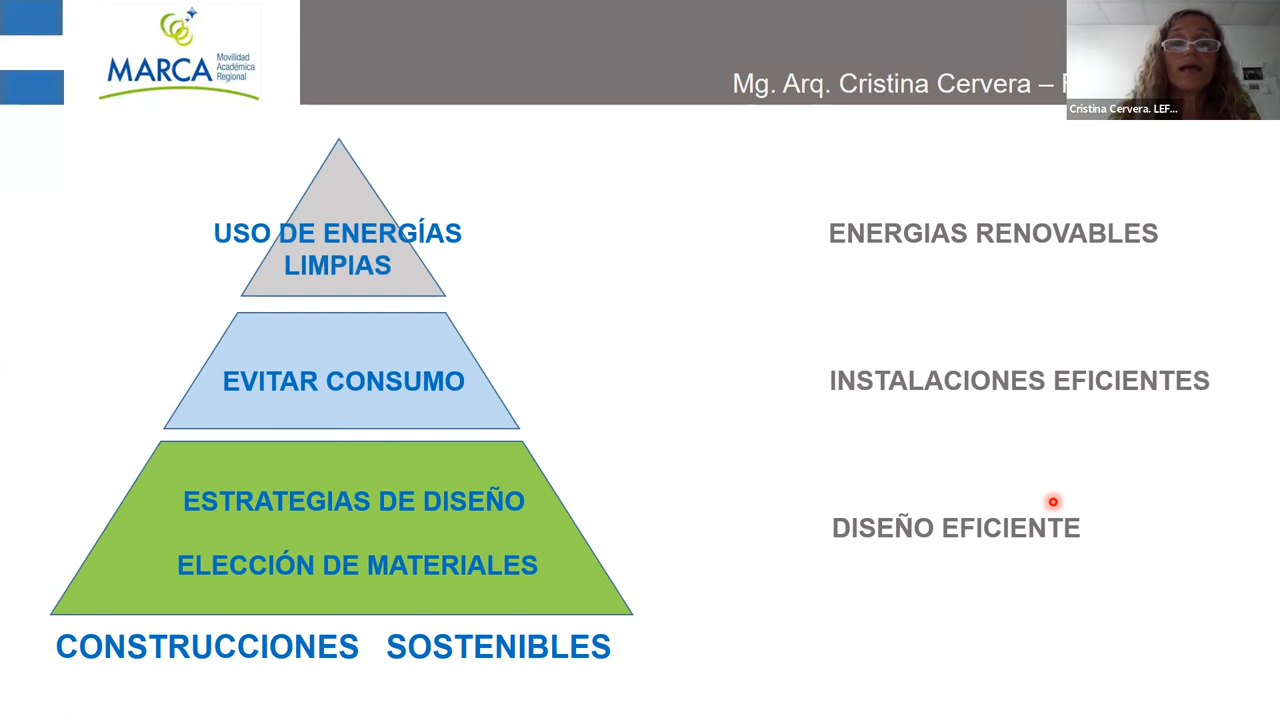 MARCA
Movilidad
Académica
Regional
Mg. Arq. Cristina Cervera –
Cristina Cervera. LEF...
USO DE ENERGÍAS
LIMPIAS
ENERGIAS RENOVABLES
EVITAR CONSUMO
INSTALACIONES EFICIENTES
ESTRATEGIAS DE DISEÑO
DISEÑO EFICIENTE
ELECCIÓN DE MATERIALES
CONSTRUCCIONES SOSTENIBLES